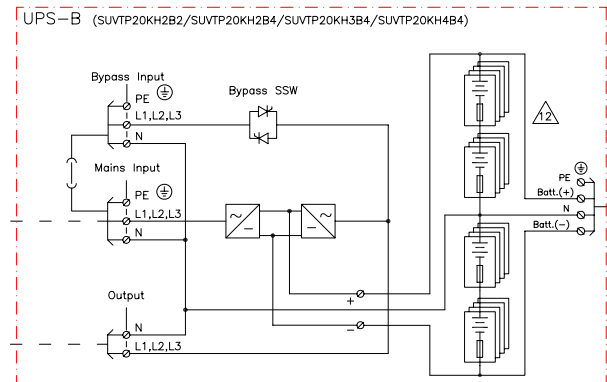 UPS-B (SUVTP20KH2B2/SUVTP20KH2B4/SUVTP20KH3B4/SUVTP20KH4B4)
Bypass Input
PE
L1,L2,L3
N
Bypass SSW
12
Mains Input
PE
L1,L2,L3
N
PE
Batt.(+)
N
Batt.(-)
+
-
Output
N
L1,L2,L3